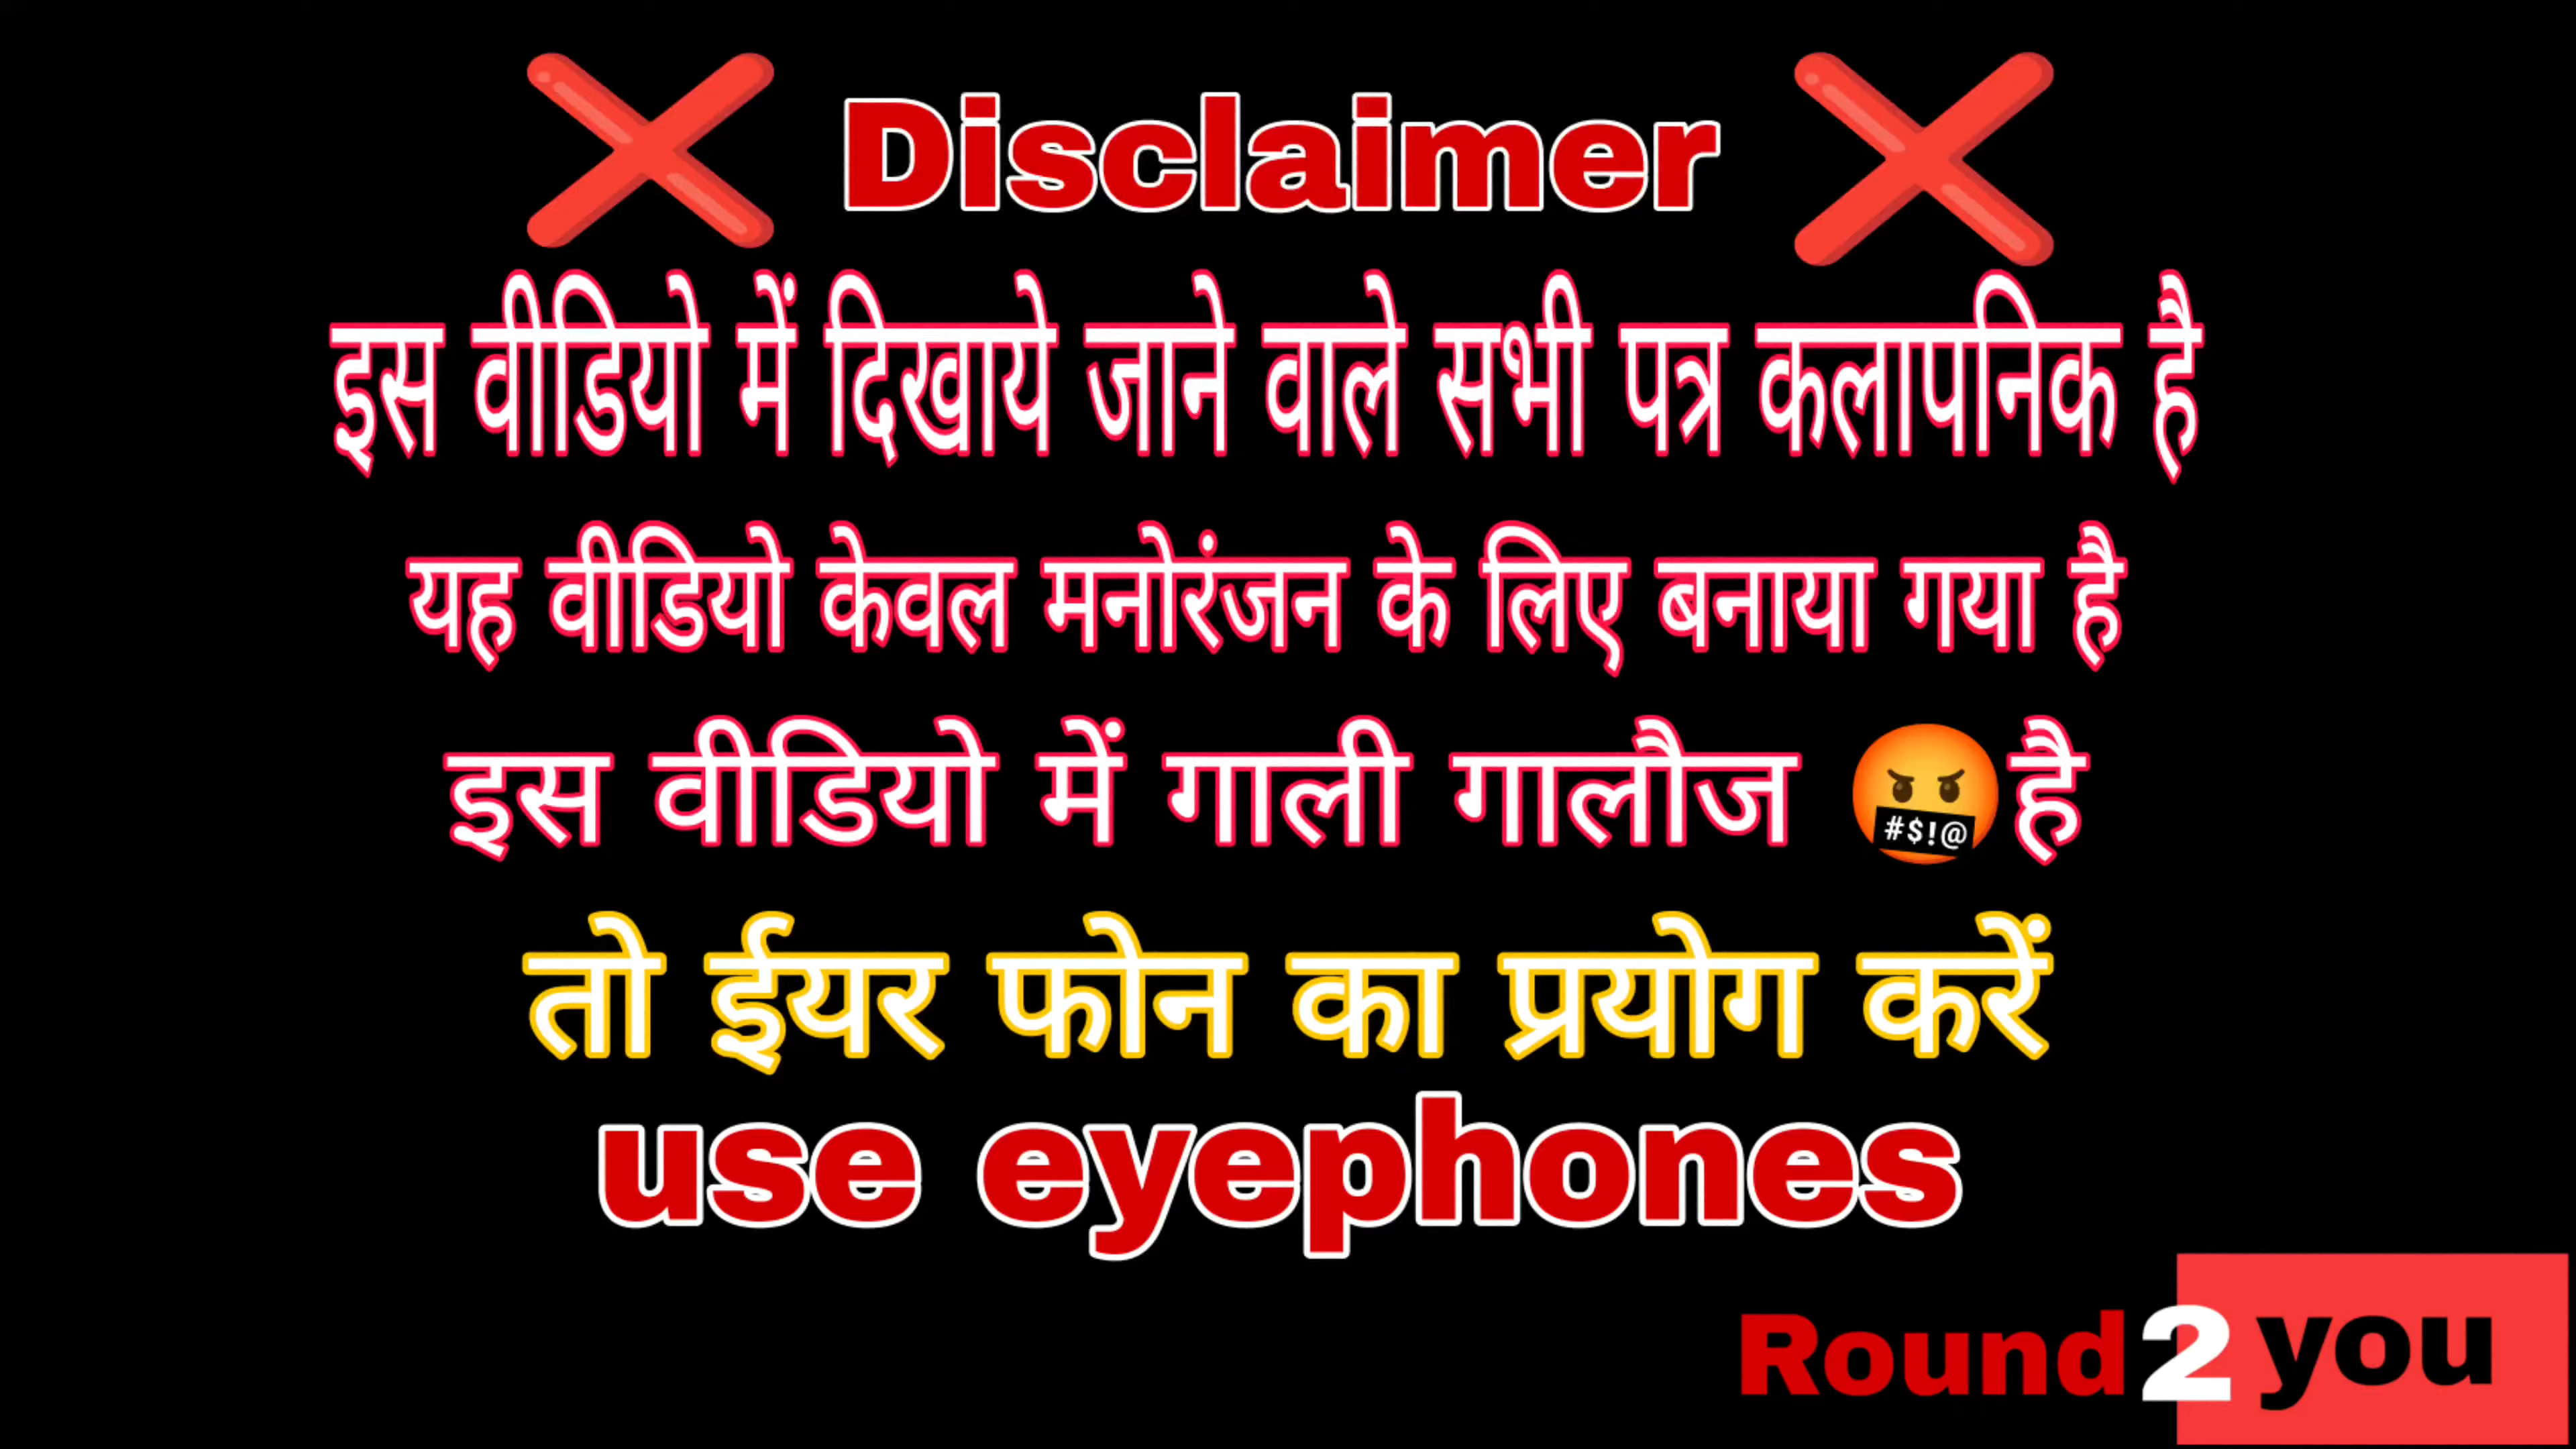 ❌ Disclaimer ❌
इस वीडियो में दिखाये जाने वाले सभी पत्र कलापनिक है
यह वीडियो केवल मनोरंजन के लिए बनाया गया है
इस वीडियो में गाली गालौज 🤬है
तो ईयर फोन का प्रयोग करें
use eyephones
Round2you